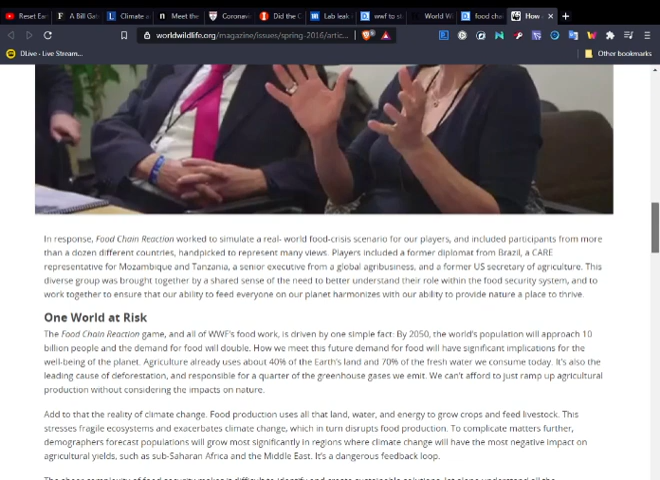 Reset Ear
A Bill Gat
Climate a
Meet the
Coronav
Did the C
Lab leak
wwf to si
World Wi
food chai
How
worldwildlife.org/magazine/issues/spring-2016/artic...
DLive - Live Stream...
Other bookmarks
In response, Food Chain Reaction worked to simulate a real- world food-crisis scenario for our players, and included participants from more
than a dozen different countries, handpicked to represent many views. Players included a former diplomat from Brazil, a CARE
representative for Mozambique and Tanzania, a senior executive from a global agribusiness, and a former US secretary of agriculture. This
diverse group was brought together by a shared sense of the need to better understand their role within the food security system, and to
work together to ensure that our ability to feed everyone on our planet harmonizes with our ability to provide nature a place to thrive.
One World at Risk
The Food Chain Reaction game, and all of WWF's food work, is driven by one simple fact: By 2050, the world's population will approach 10
billion people and the demand for food will double. How we meet this future demand for food will have significant implications for the
well-being of the planet. Agriculture already uses about 40% of the Earth's land and 70% of the fresh water we consume today. It's also the
leading cause of deforestation, and responsible for a quarter of the greenhouse gases we emit. We can't afford to just ramp up agricultural
production without considering the impacts on nature.
Add to that the reality of climate change. Food production uses all that land, water, and energy to grow crops and feed livestock. This
stresses fragile ecosystems and exacerbates climate change, which in turn disrupts food production. To complicate matters further,
demographers forecast populations will grow most significantly in regions where climate change will have the most negative impact on
agricultural yields, such as sub-Saharan Africa and the Middle East. It's a dangerous feedback loop.